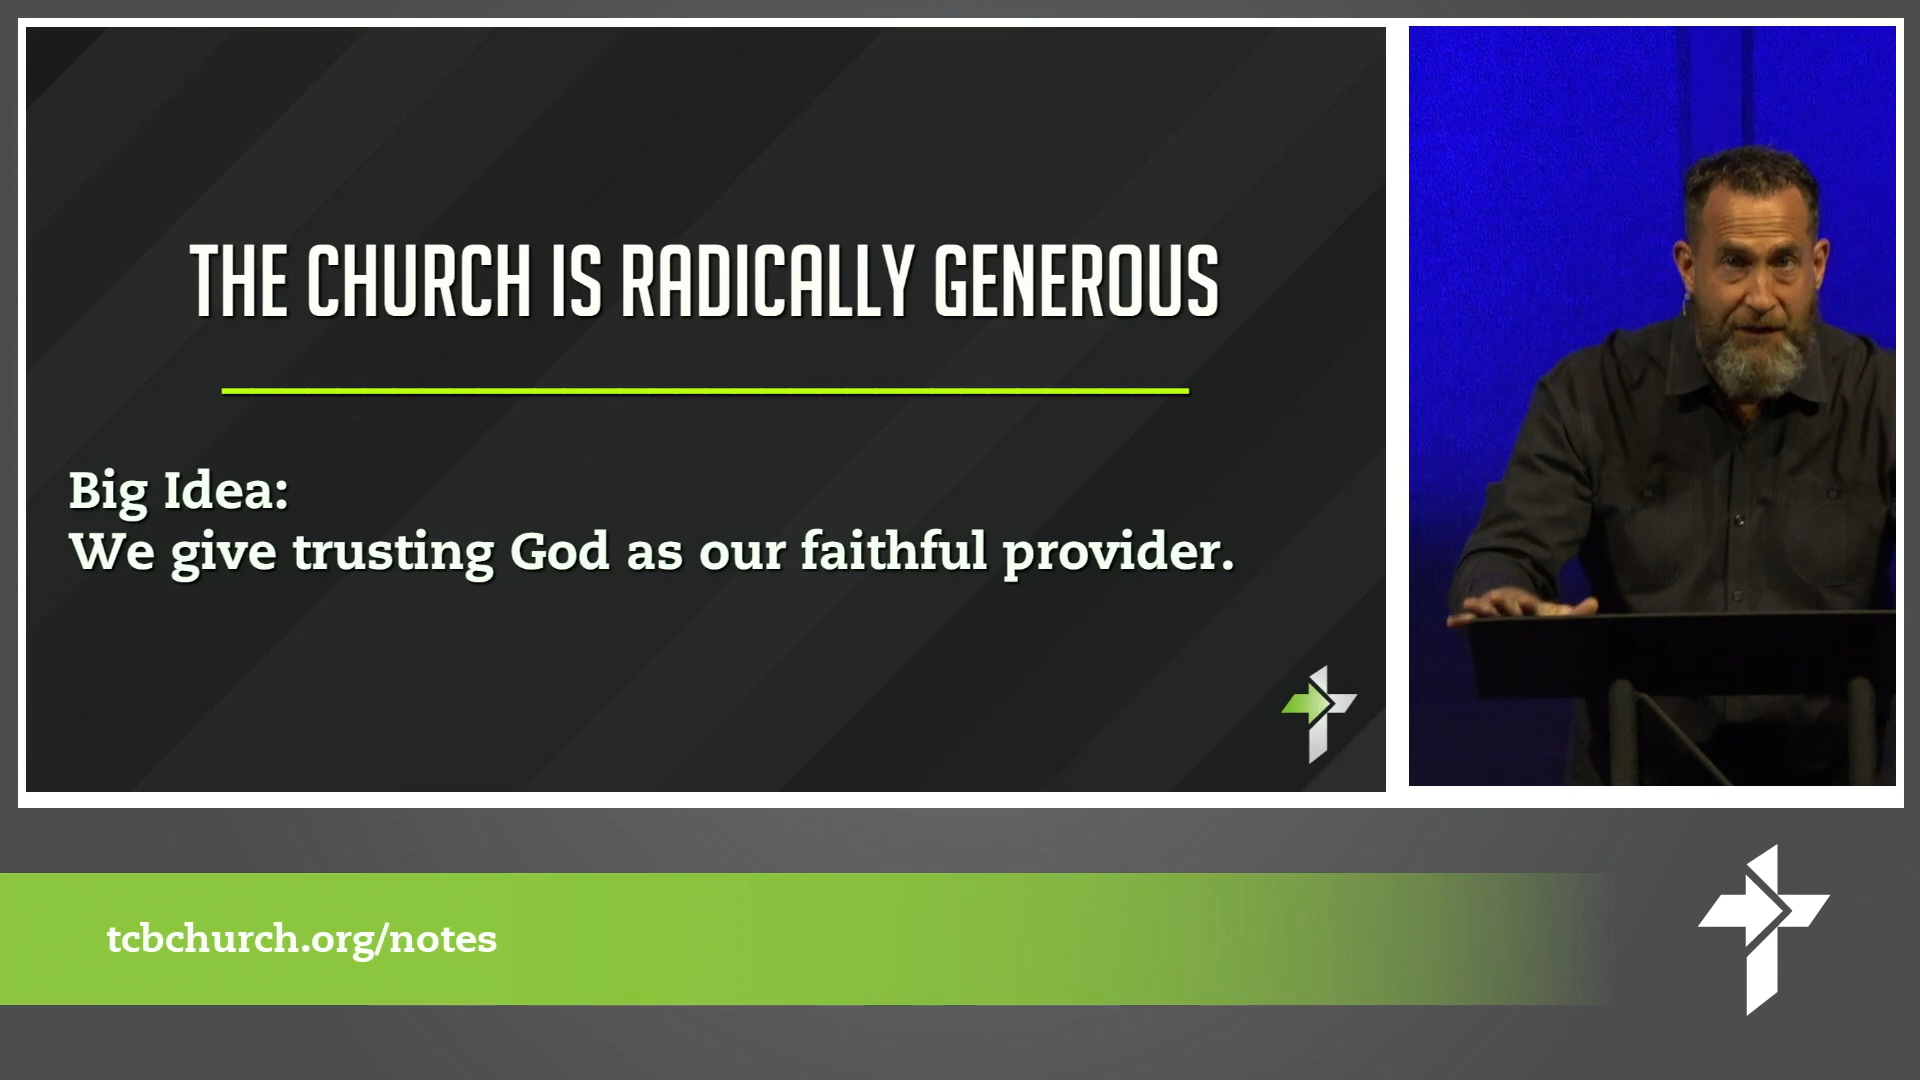 THE CHURCH IS RADICALLY GENEROUS
Big Idea:
We give trusting God as our faithful provider.
tcbchurch.org/notes